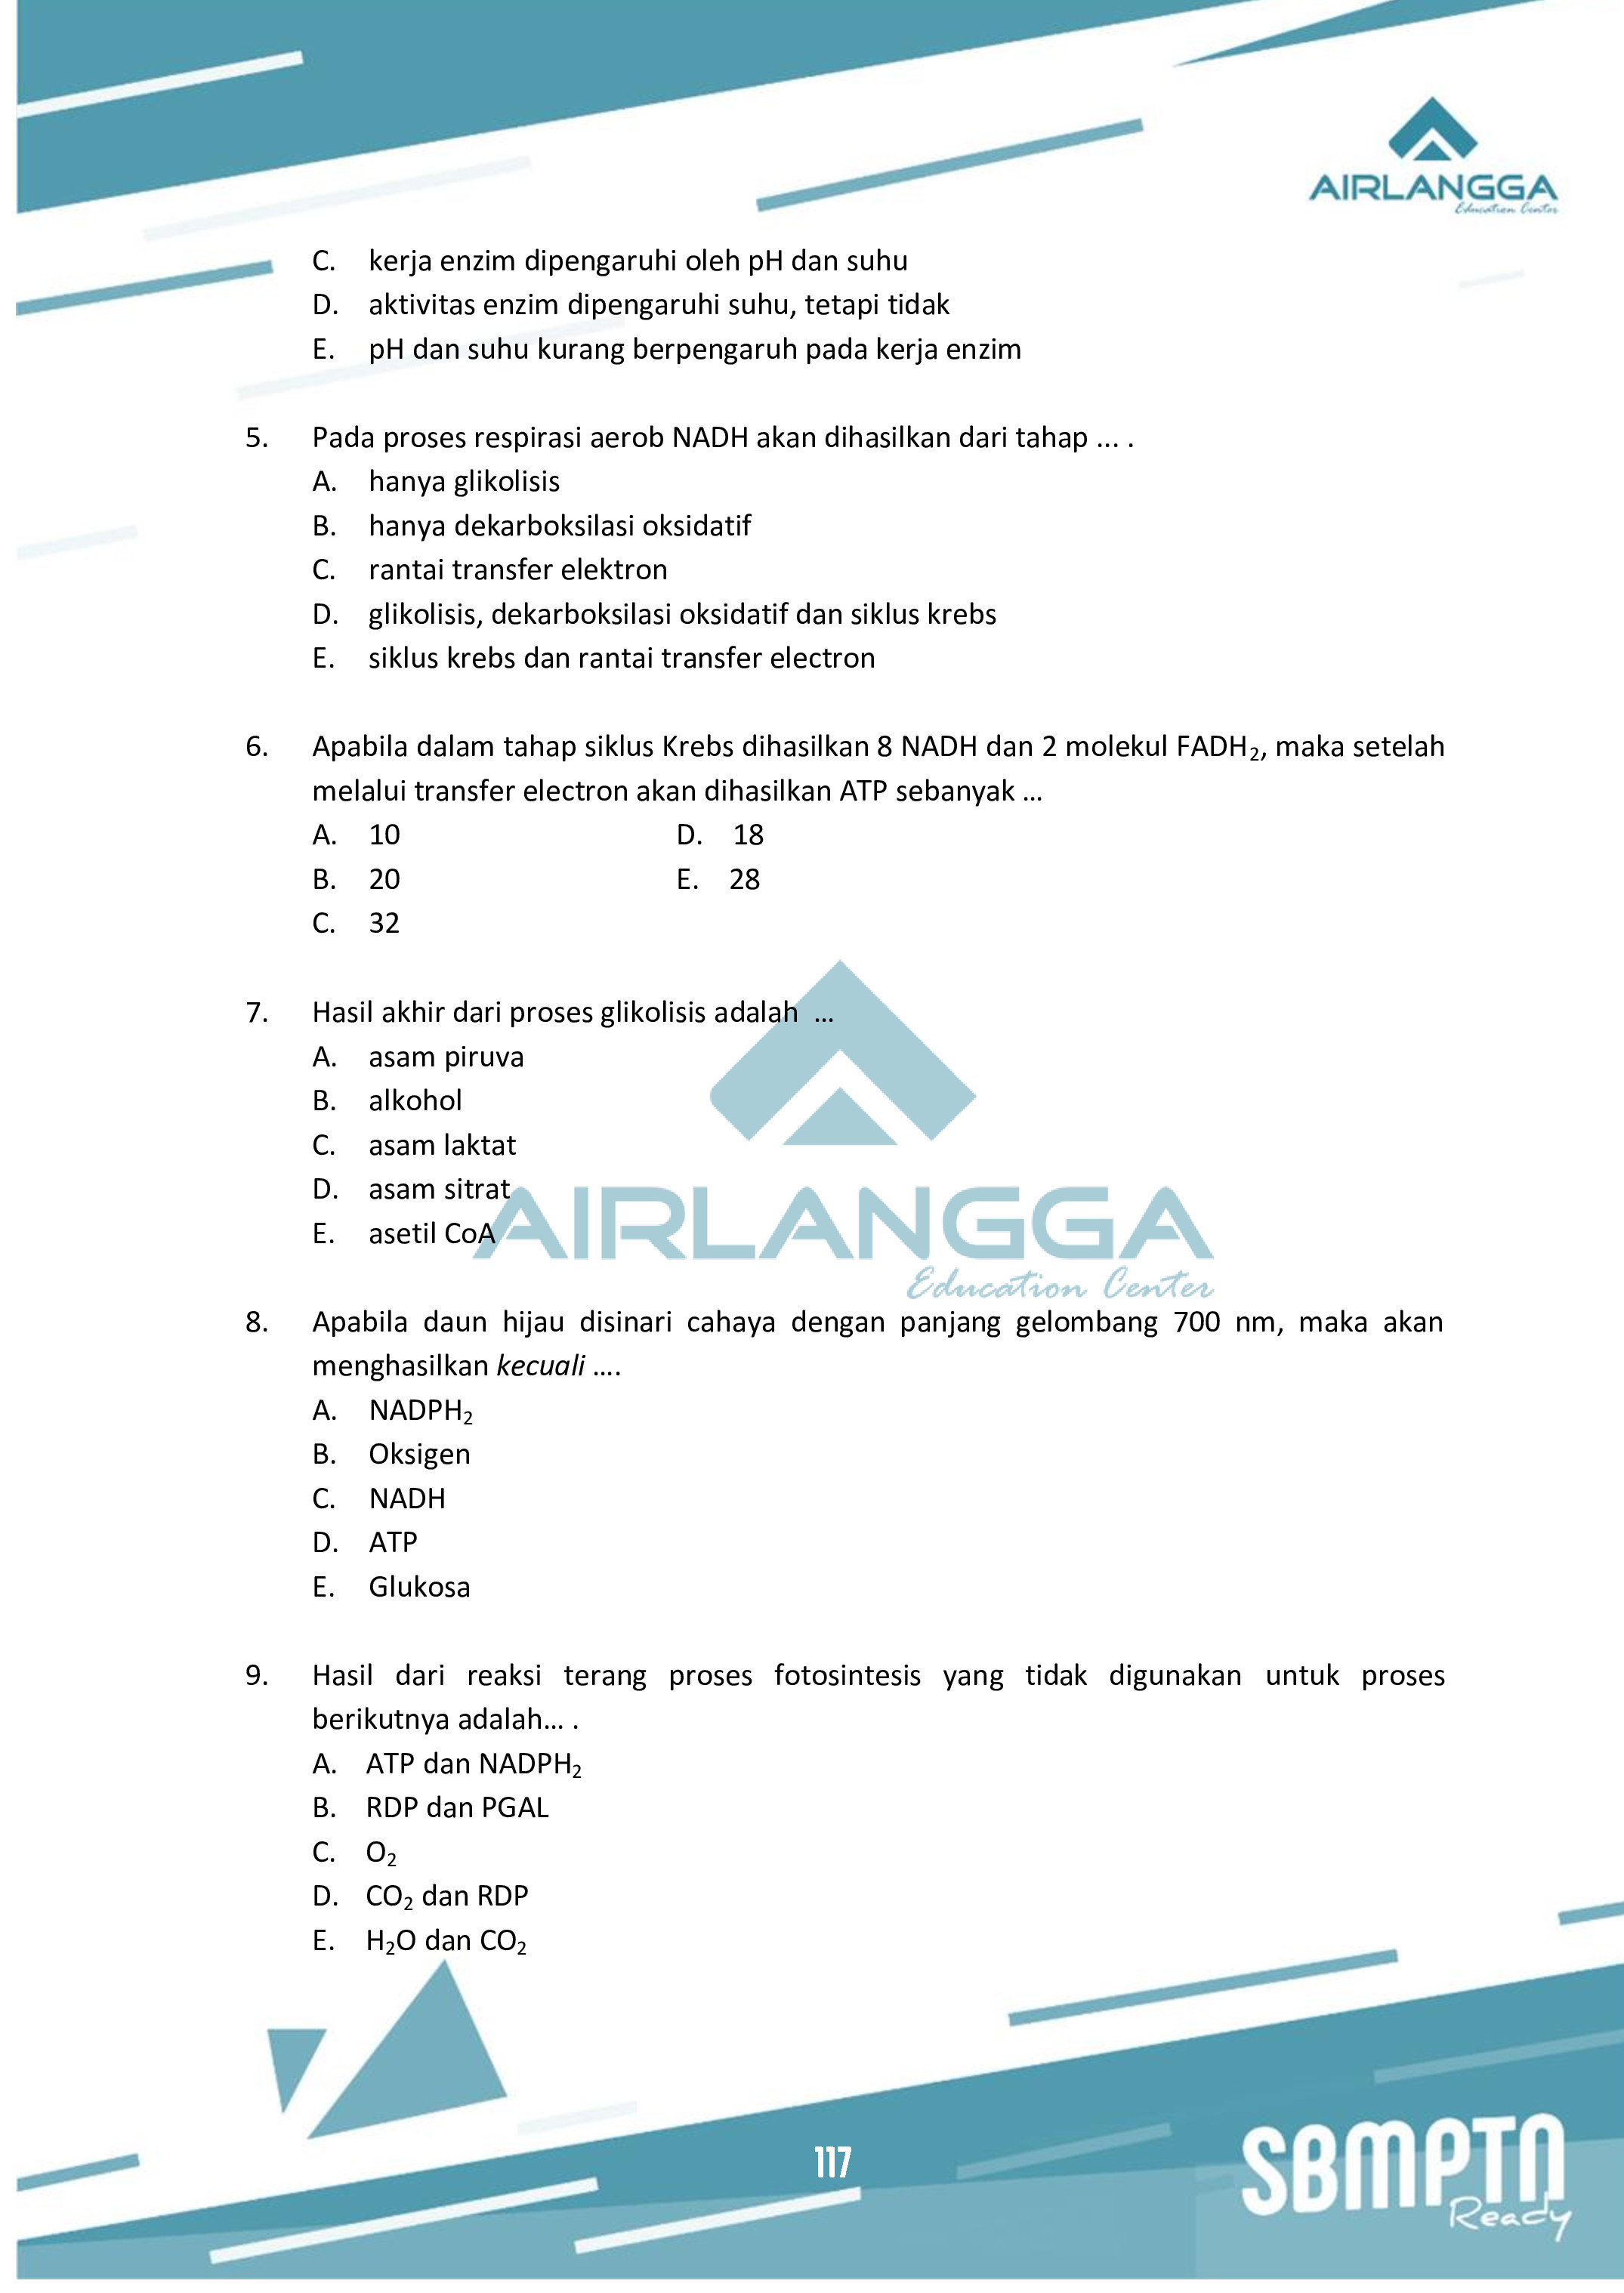 AIRLANGGA
Education Center
C. kerja enzim dipengaruhi oleh pH dan suhu
D. aktivitas enzim dipengaruhi suhu, tetapi tidak
E. pH dan suhu kurang berpengaruh pada kerja enzim
5. Pada proses respirasi aerob NADH akan dihasilkan dari tahap ... .
A. hanya glikolisis
B. hanya dekarboksilasi oksidatif
C. rantai transfer elektron
D. glikolisis, dekarboksilasi oksidatif dan siklus krebs
E. siklus krebs dan rantai transfer electron
6. Apabila dalam tahap siklus Krebs dihasilkan 8 NADH dan 2 molekul FADH₂, maka setelah
melalui transfer electron akan dihasilkan ATP sebanyak ...
A. 10 D. 18
B. 20 E. 28
C. 32
7. Hasil akhir dari proses glikolisis adalah ...
A. asam piruva
B. alkohol
C. asam laktat
D. asam sitrat
E. asetil CoA
AIRLANGGA
Education Center
8. Apabila daun hijau disinari cahaya dengan panjang gelombang 700 nm, maka akan
menghasilkan kecuali ....
A. NADPH₂
B. Oksigen
C. NADH
D. ATP
E. Glukosa
9. Hasil dari reaksi terang proses fotosintesis yang tidak digunakan untuk proses
berikutnya adalah... .
A. ATP dan NADPH₂
B. RDP dan PGAL
C. O₂
D. CO₂ dan RDP
E. H₂O dan CO₂
117
SBMPTN
Ready